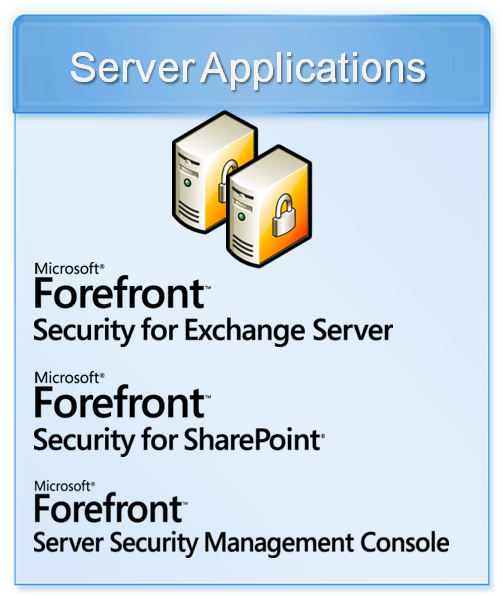 Server Applications
Microsoft®
Forefront™
Security for Exchange Server
Microsoft®
Forefront™
Security for SharePoint®
Microsoft®
Forefront™
Server Security Management Console